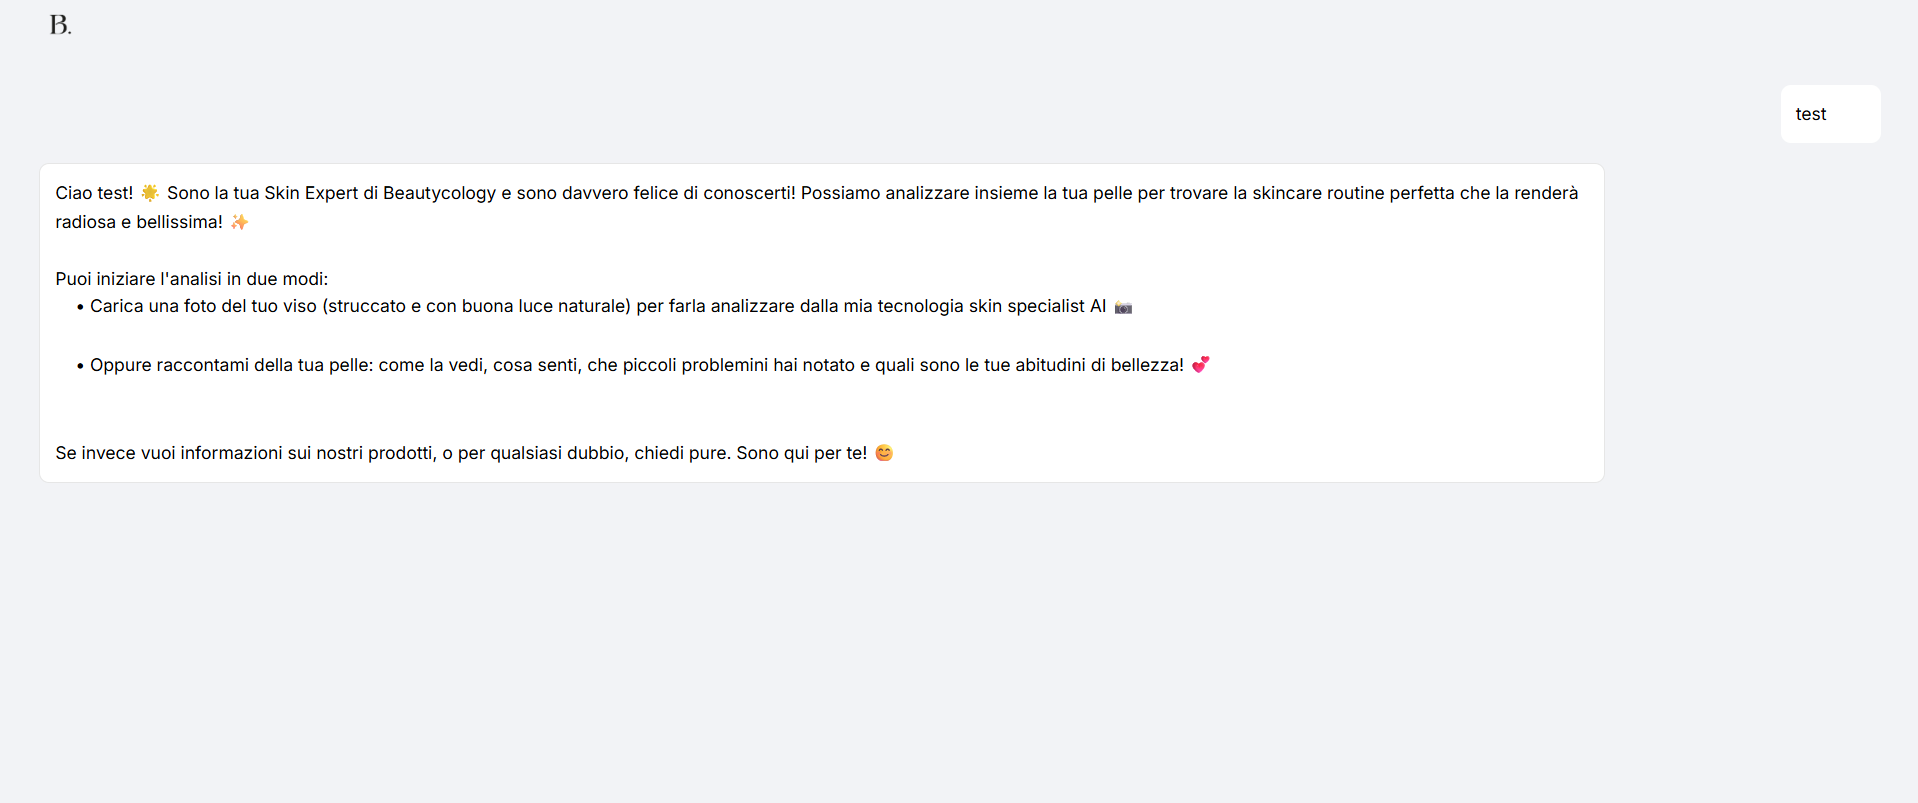 B.
test
Ciao test! 🌟 Sono la tua Skin Expert di Beautycology e sono davvero felice di conoscerti! Possiamo analizzare insieme la tua pelle per trovare la skincare routine perfetta che la renderà
radiosa e bellissima! ✨
Puoi iniziare l'analisi in due modi:
• Carica una foto del tuo viso (struccato e con buona luce naturale) per farla analizzare dalla mia tecnologia skin specialist AI 📸
• Oppure raccontami della tua pelle: come la vedi, cosa senti, che piccoli problemini hai notato e quali sono le tue abitudini di bellezza! 💕
Se invece vuoi informazioni sui nostri prodotti, o per qualsiasi dubbio, chiedi pure. Sono qui per te! 😊